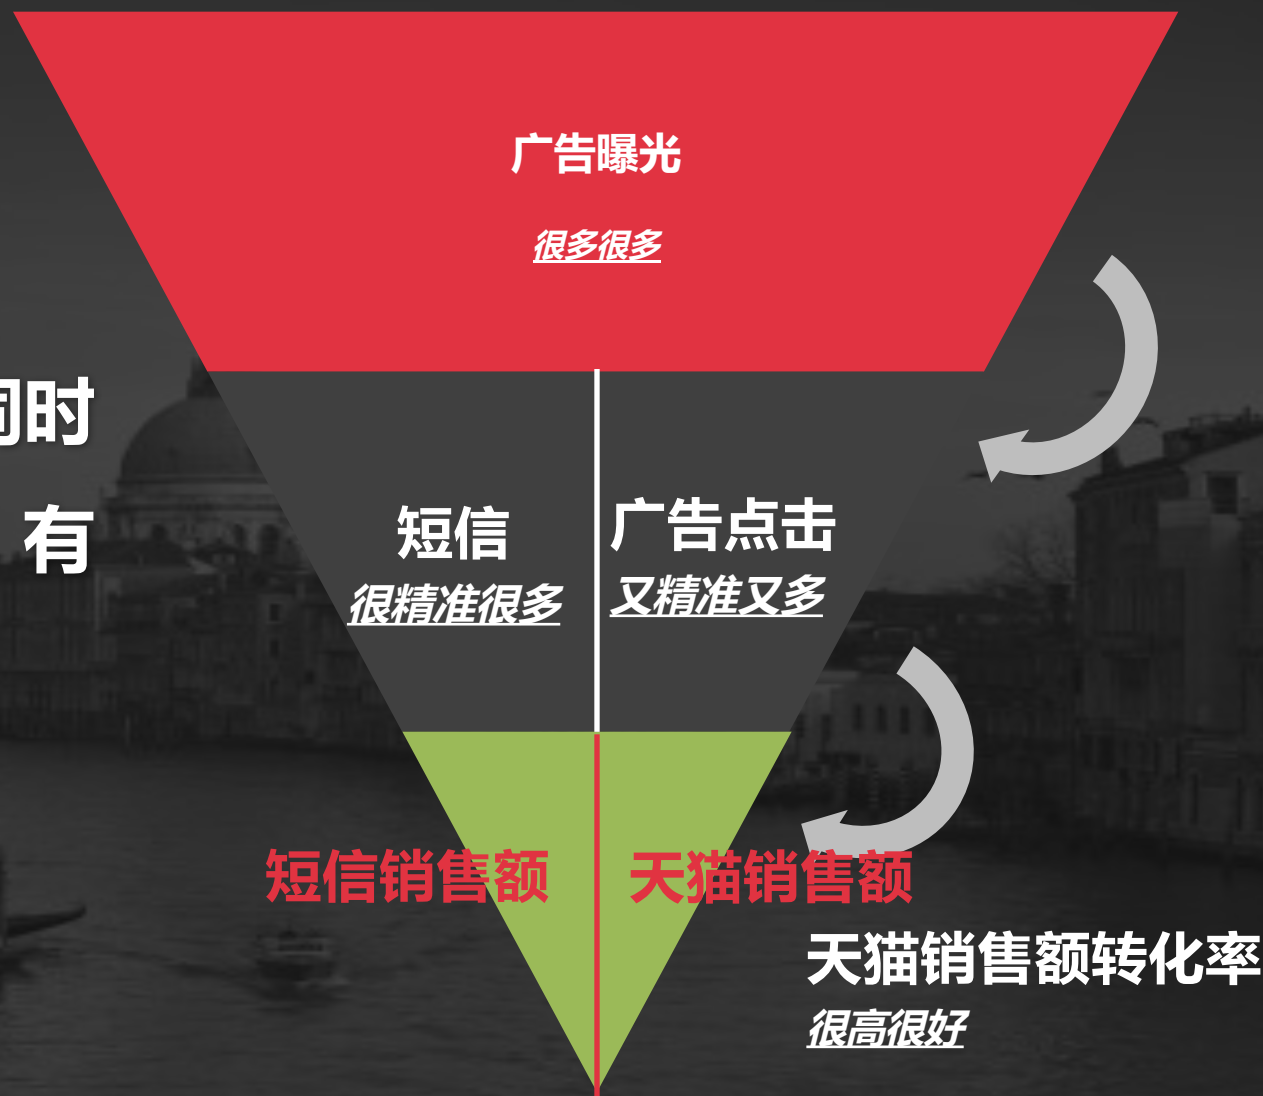 广告曝光
很多很多
同时
有
短信
很精准很多
广告点击
又精准又多
短信销售额
天猫销售额
天猫销售额转化率
很高很好